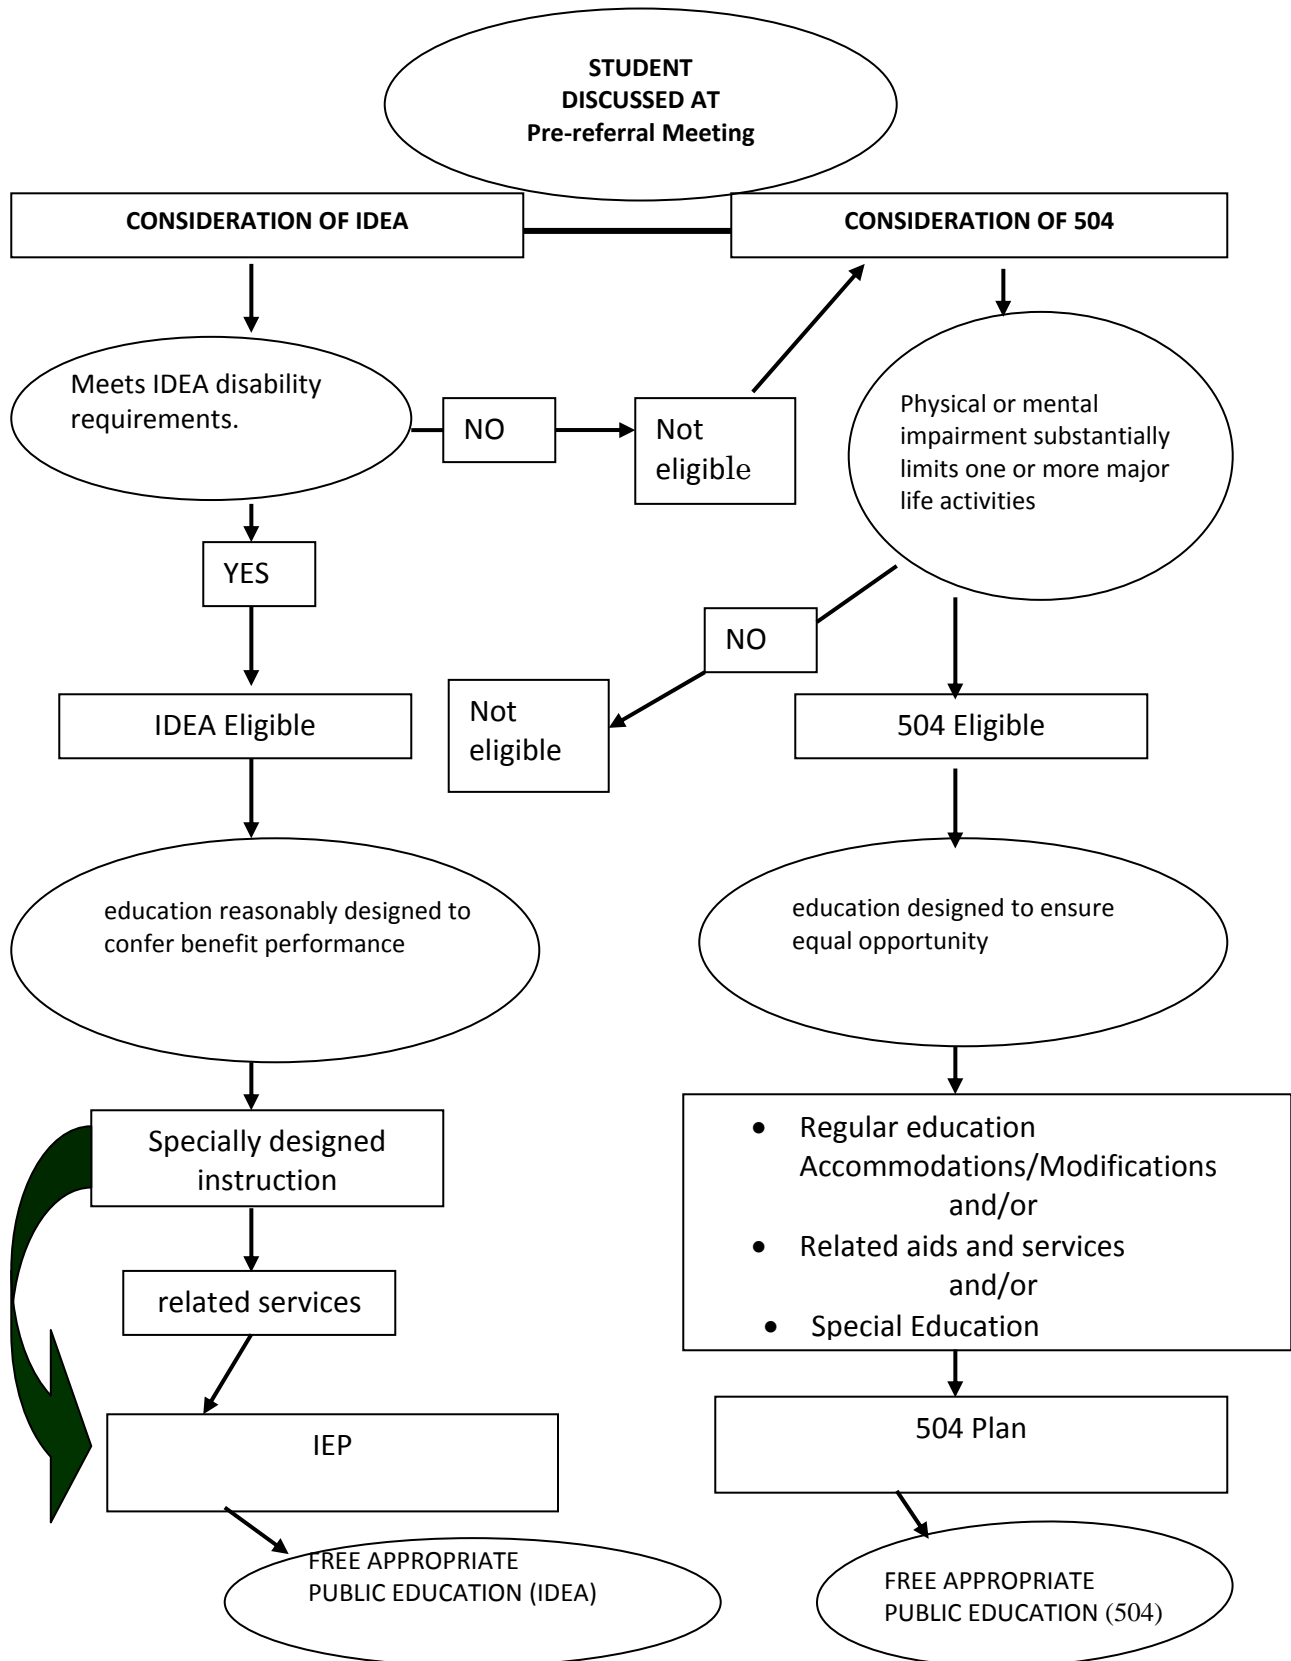 STUDENT
DISCUSSED AT
Pre-referral Meeting
CONSIDERATION OF IDEA
CONSIDERATION OF 504
Meets IDEA disability
requirements.
NO
Not
eligible
Physical or mental
impairment substantially
limits one or more major
life activities
YES
NO
IDEA Eligible
Not
eligible
504 Eligible
education reasonably designed to
confer benefit performance
education designed to ensure
equal opportunity
Specially designed
instruction
• Regular education
Accommodations/Modifications
and/or
• Related aids and services
and/or
• Special Education
related services
IEP
504 Plan
FREE APPROPRIATE
PUBLIC EDUCATION (IDEA)
FREE APPROPRIATE
PUBLIC EDUCATION (504)